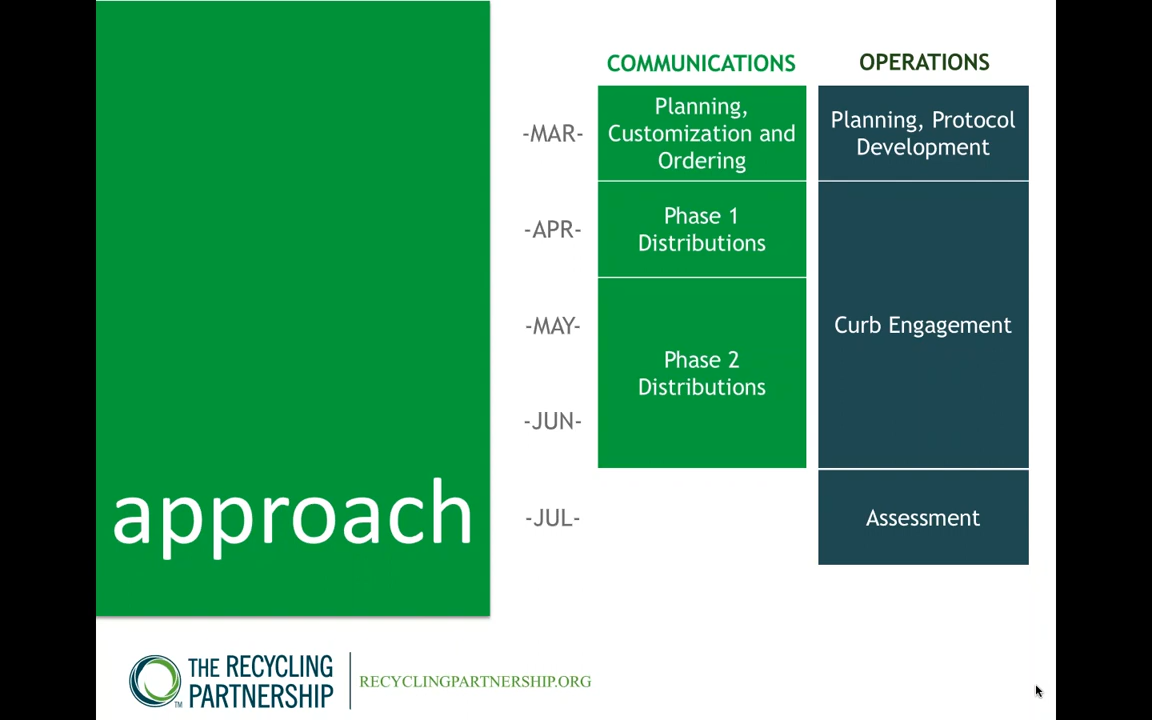 approach
COMMUNICATIONS
OPERATIONS
-MAR-
Planning,
Customization and
Ordering
Planning, Protocol
Development
-APR-
Phase 1
Distributions
-MAY-
Curb Engagement
Phase 2
Distributions
-JUN-
-JUL-
Assessment
THE RECYCLING
PARTNERSHIP
TM
RECYCLINGPARTNERSHIP.ORG